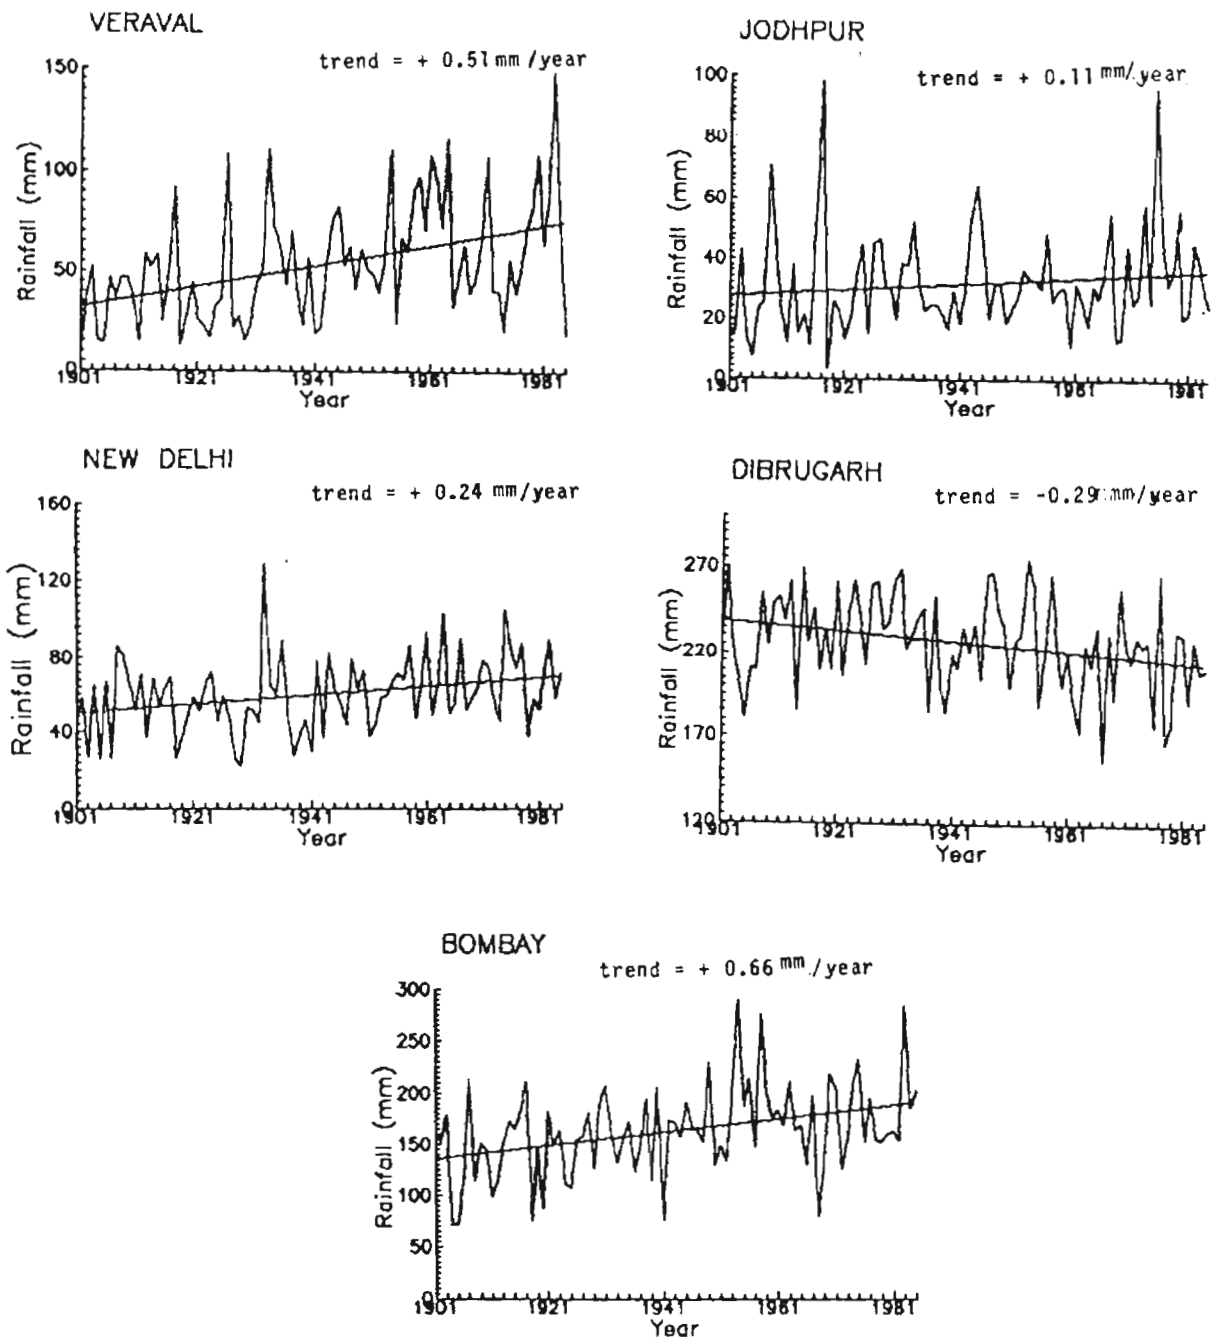 VERAVAL
trend = + 0.51 mm/year
150
100
50
0
Rainfall (mm)
1901 1921 1941 1961 1981
Year
JODHPUR
trend = + 0.11 mm/year
100
80
60
40
20
0
Rainfall (mm)
1901 1921 1941 1961 1981
Year
NEW DELHI
trend = + 0.24 mm/year
160
120
80
40
0
Rainfall (mm)
1901 1921 1941 1961 1981
Year
DIBRUGARH
trend = -0.29 mm/year
270
220
170
120
Rainfall (mm)
1901 1921 1941 1961 1981
Year
BOMBAY
trend = + 0.66 mm/year
300
250
200
150
100
50
0
Rainfall (mm)
1901 1921 1941 1961 1981
Year